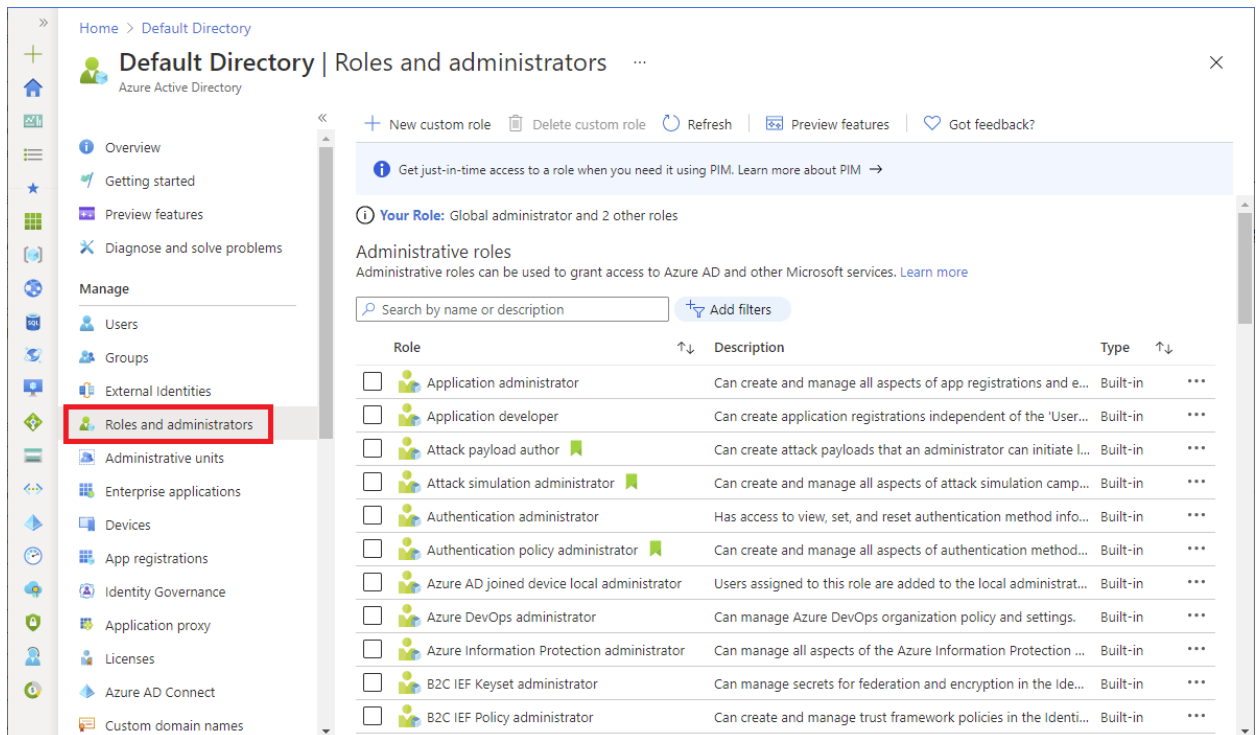 Home > Default Directory
Default Directory | Roles and administrators ...
Azure Active Directory
Overview
Getting started
Preview features
Diagnose and solve problems
Manage
Users
Groups
External Identities
Roles and administrators
Administrative units
Enterprise applications
Devices
App registrations
Identity Governance
Application proxy
Licenses
Azure AD Connect
Custom domain names
New custom role Delete custom role Refresh Preview features Got feedback?
Get just-in-time access to a role when you need it using PIM. Learn more about PIM →
Your Role: Global administrator and 2 other roles
Administrative roles
Administrative roles can be used to grant access to Azure AD and other Microsoft services. Learn more
Search by name or description Add filters
Role ↑↓ Description Type ↑↓
Application administrator Can create and manage all aspects of app registrations and e... Built-in ...
Application developer Can create application registrations independent of the 'User... Built-in ...
Attack payload author Can create attack payloads that an administrator can initiate l... Built-in ...
Attack simulation administrator Can create and manage all aspects of attack simulation camp... Built-in ...
Authentication administrator Has access to view, set, and reset authentication method info... Built-in ...
Authentication policy administrator Can create and manage all aspects of authentication method... Built-in ...
Azure AD joined device local administrator Users assigned to this role are added to the local administrat... Built-in ...
Azure DevOps administrator Can manage Azure DevOps organization policy and settings. Built-in ...
Azure Information Protection administrator Can manage all aspects of the Azure Information Protection ... Built-in ...
B2C IEF Keyset administrator Can manage secrets for federation and encryption in the Ide... Built-in ...
B2C IEF Policy administrator Can create and manage trust framework policies in the Identi... Built-in ...